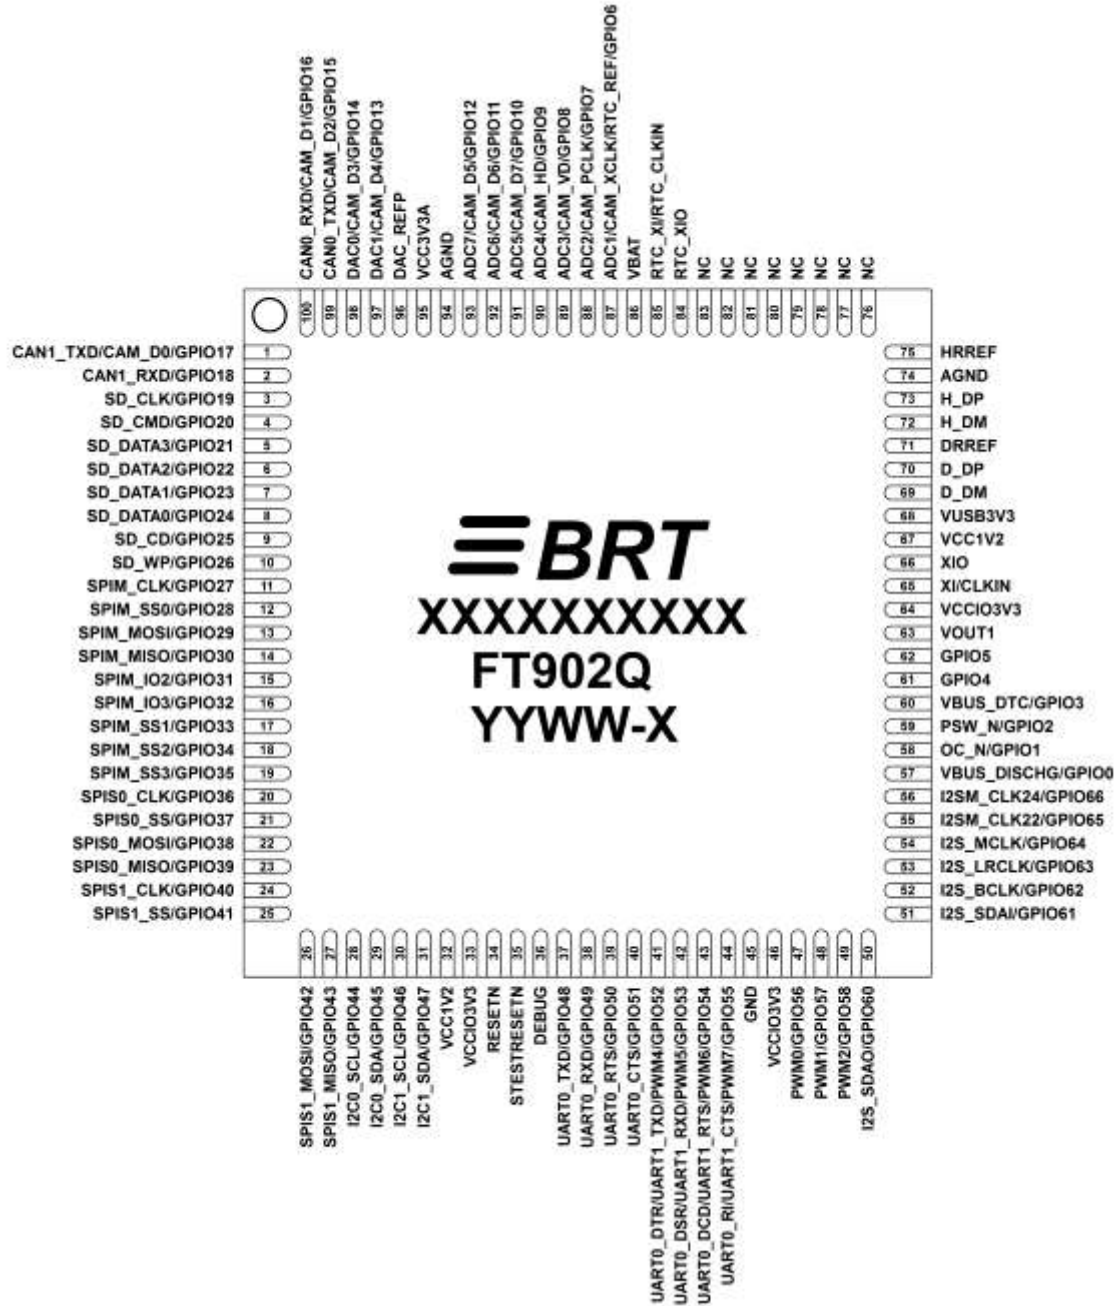 CAN0_RXD/CAM_D1/GPIO16
CAN0_TXD/CAM_D2/GPIO15
DAC0/CAM_D3/GPIO14
DAC1/CAM_D4/GPIO13
DAC_REFP
VCC3V3A
AGND
ADC7/CAM_D5/GPIO12
ADC6/CAM_D6/GPIO11
ADC5/CAM_D7/GPIO10
ADC4/CAM_HD/GPIO9
ADC3/CAM_VD/GPIO8
ADC2/CAM_PCLK/GPIO7
ADC1/CAM_XCLK/RTC_REF/GPIO6
VBAT
RTC_XI/RTC_CLKIN
RTC_XIO
NC
NC
NC
NC
NC
NC
NC
NC
100 99 98 97 96 95 94 93 92 91 90 89 88 87 86 85 84 83 82 81 80 79 78 77 76
CAN1_TXD/CAM_D0/GPIO17 1
CAN1_RXD/GPIO18 2
SD_CLK/GPIO19 3
SD_CMD/GPIO20 4
SD_DATA3/GPIO21 5
SD_DATA2/GPIO22 6
SD_DATA1/GPIO23 7
SD_DATA0/GPIO24 8
SD_CD/GPIO25 9
SD_WP/GPIO26 10
SPIM_CLK/GPIO27 11
SPIM_SS0/GPIO28 12
SPIM_MOSI/GPIO29 13
SPIM_MISO/GPIO30 14
SPIM_IO2/GPIO31 15
SPIM_IO3/GPIO32 16
SPIM_SS1/GPIO33 17
SPIM_SS2/GPIO34 18
SPIM_SS3/GPIO35 19
SPIS0_CLK/GPIO36 20
SPIS0_SS/GPIO37 21
SPIS0_MOSI/GPIO38 22
SPIS0_MISO/GPIO39 23
SPIS1_CLK/GPIO40 24
SPIS1_SS/GPIO41 25
BRT
XXXXXXXXXX
FT902Q
YYWW-X
75 HRREF
74 AGND
73 H_DP
72 H_DM
71 DRREF
70 D_DP
69 D_DM
68 VUSB3V3
67 VCC1V2
66 XIO
65 XI/CLKIN
64 VCCIO3V3
63 VOUT1
62 GPIO5
61 GPIO4
60 VBUS_DTC/GPIO3
59 PSW_N/GPIO2
58 OC_N/GPIO1
57 VBUS_DISCHG/GPIO0
56 I2SM_CLK24/GPIO66
55 I2SM_CLK22/GPIO65
54 I2S_MCLK/GPIO64
53 I2S_LRCLK/GPIO63
52 I2S_BCLK/GPIO62
51 I2S_SDAI/GPIO61
26 27 28 29 30 31 32 33 34 35 36 37 38 39 40 41 42 43 44 45 46 47 48 49 50
SPIS1_MOSI/GPIO42
SPIS1_MISO/GPIO43
I2C0_SCL/GPIO44
I2C0_SDA/GPIO45
I2C1_SCL/GPIO46
I2C1_SDA/GPIO47
VCC1V2
VCCIO3V3
RESETN
STESTRESETN
DEBUG
UART0_TXD/GPIO48
UART0_RXD/GPIO49
UART0_RTS/GPIO50
UART0_CTS/GPIO51
UART0_DTR/UART1_TXD/PWM4/GPIO52
UART0_DSR/UART1_RXD/PWM5/GPIO53
UART0_DCD/UART1_RTS/PWM6/GPIO54
UART0_RI/UART1_CTS/PWM7/GPIO55
GND
VCCIO3V3
PWM0/GPIO56
PWM1/GPIO57
PWM2/GPIO58
I2S_SDAO/GPIO60